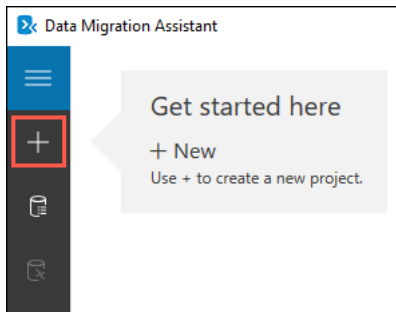 Data Migration Assistant
Get started here
+ New
Use + to create a new project.